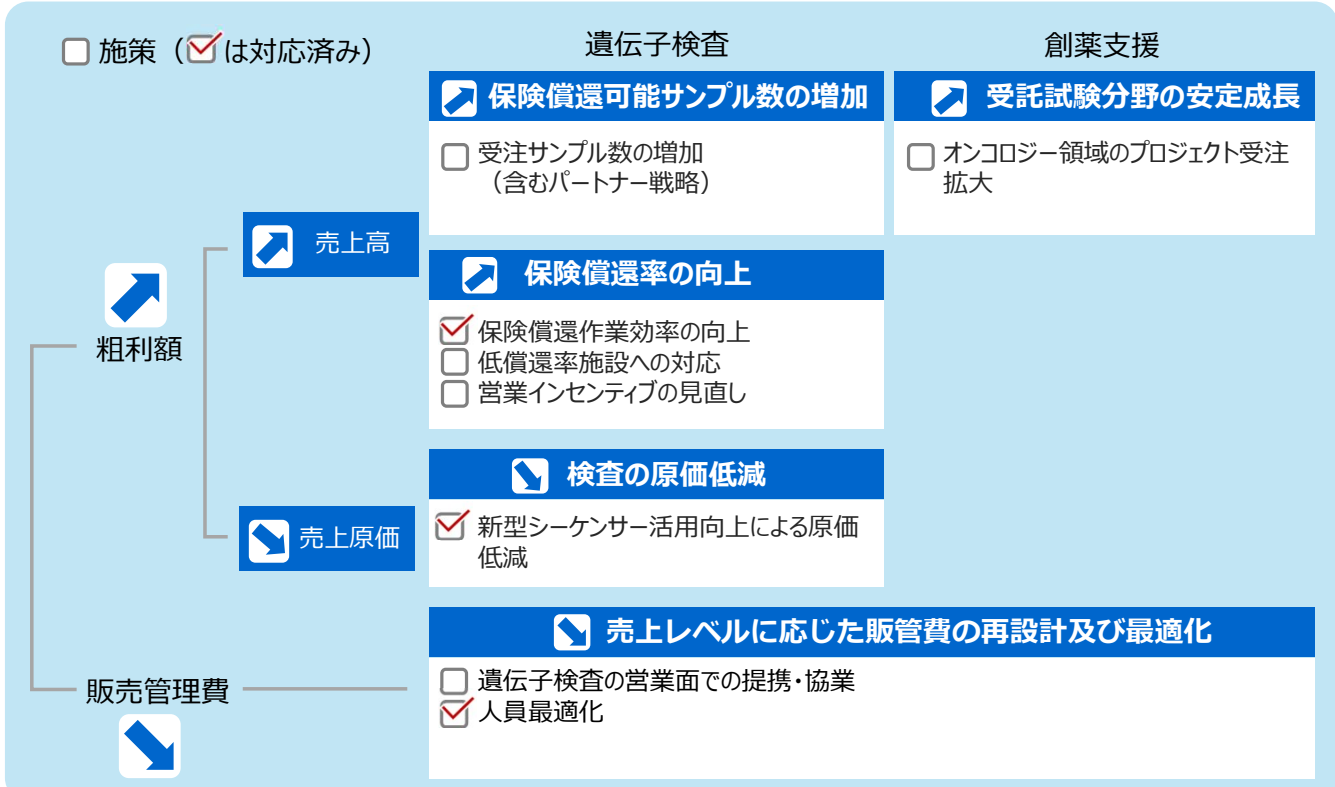 施策（は対応済み）
遺伝子検査
創薬支援
保険償還可能サンプル数の増加
受託試験分野の安定成長
受注サンプル数の増加
（含むパートナー戦略）
オンコロジー領域のプロジェクト受注
拡大
売上高
保険償還率の向上
粗利額
保険償還作業効率の向上
低償還率施設への対応
営業インセンティブの見直し
検査の原価低減
売上原価
新型シーケンサー活用向上による原価
低減
売上レベルに応じた販管費の再設計及び最適化
販売管理費
遺伝子検査の営業面での提携・協業
人員最適化